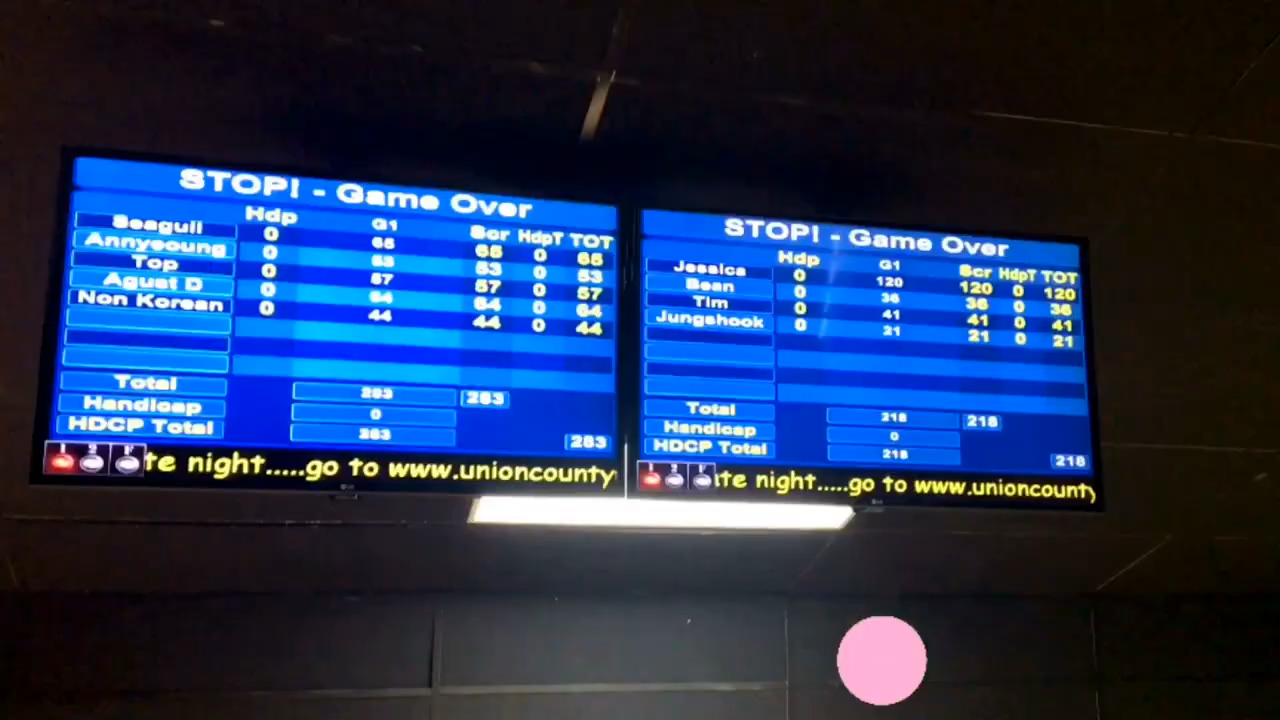 STOP! - Game Over
Hdp G1 Scr HdpT TOT
Seagull 0 65 65 0 65
Annyeoung 0 53 53 0 53
Top 0 57 57 0 57
Agust D 0 64 64 0 64
Non Korean 0 44 44 0 44
Total 283 283
Handicap 0
HDCP Total 283 283
1 2 F te night.....go to www.unioncounty
STOP! - Game Over
Hdp G1 Scr HdpT TOT
Jessica 0 120 120 0 120
Bean 0 36 36 0 36
Tim 0 41 41 0 41
Jungshook 0 21 21 0 21
Total 218 218
Handicap 0
HDCP Total 218 218
1 2 F te night.....go to www.unioncounty